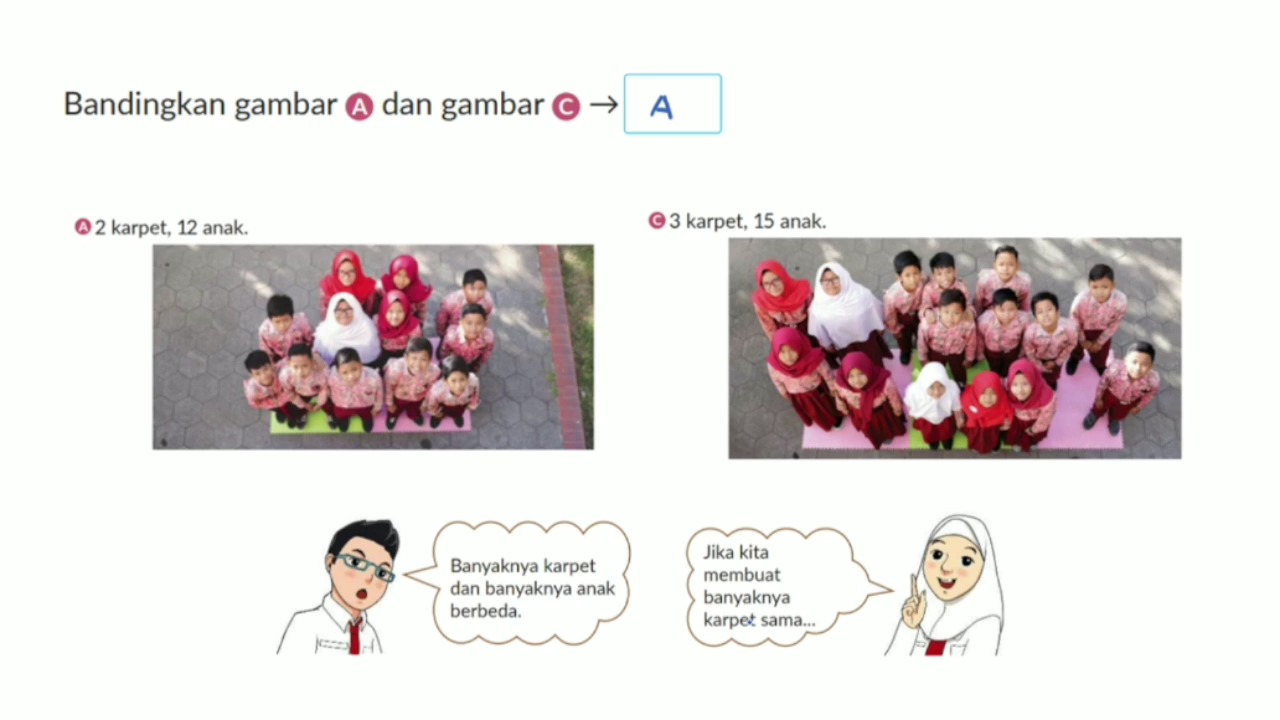 Bandingkan gambar A dan gambar C → A
A 2 karpet, 12 anak.
C 3 karpet, 15 anak.
Banyaknya karpet
dan banyaknya anak
berbeda.
Jika kita
membuat
banyaknya
karpet sama...